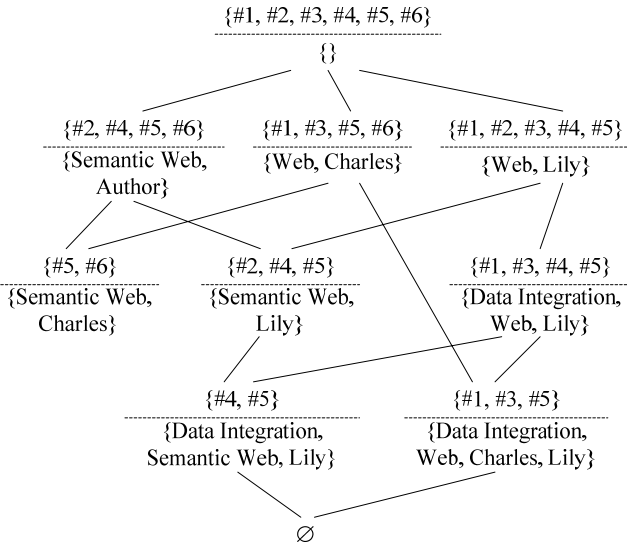 {#1, #2, #3, #4, #5, #6}
{}
{#2, #4, #5, #6}
{Semantic Web,
Author}
{#1, #3, #5, #6}
{Web, Charles}
{#1, #2, #3, #4, #5}
{Web, Lily}
{#5, #6}
{Semantic Web,
Charles}
{#2, #4, #5}
{Semantic Web,
Lily}
{#1, #3, #4, #5}
{Data Integration,
Web, Lily}
{#4, #5}
{Data Integration,
Semantic Web, Lily}
{#1, #3, #5}
{Data Integration,
Web, Charles, Lily}
∅